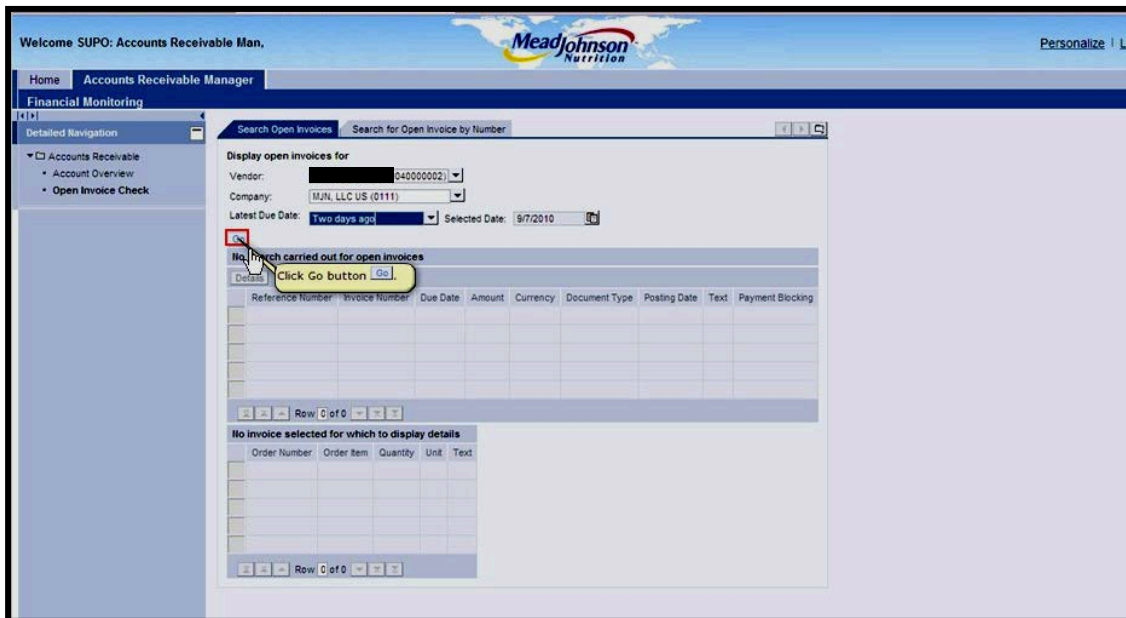 Welcome SUPO: Accounts Receivable Man,
MeadJohnson
Nutrition
Personalize | L
Home Accounts Receivable Manager
Financial Monitoring
Detailed Navigation
Accounts Receivable
• Account Overview
• Open Invoice Check
Search Open Invoices Search for Open Invoice by Number
Display open invoices for
Vendor: 040000002)
Company: MJN, LLC US (0111)
Latest Due Date: Two days ago Selected Date: 9/7/2010
Go
No search carried out for open invoices
Details
Click Go button Go.
Reference Number Invoice Number Due Date Amount Currency Document Type Posting Date Text Payment Blocking
Row 0 of 0
No invoice selected for which to display details
Order Number Order Item Quantity Unit Text
Row 0 of 0